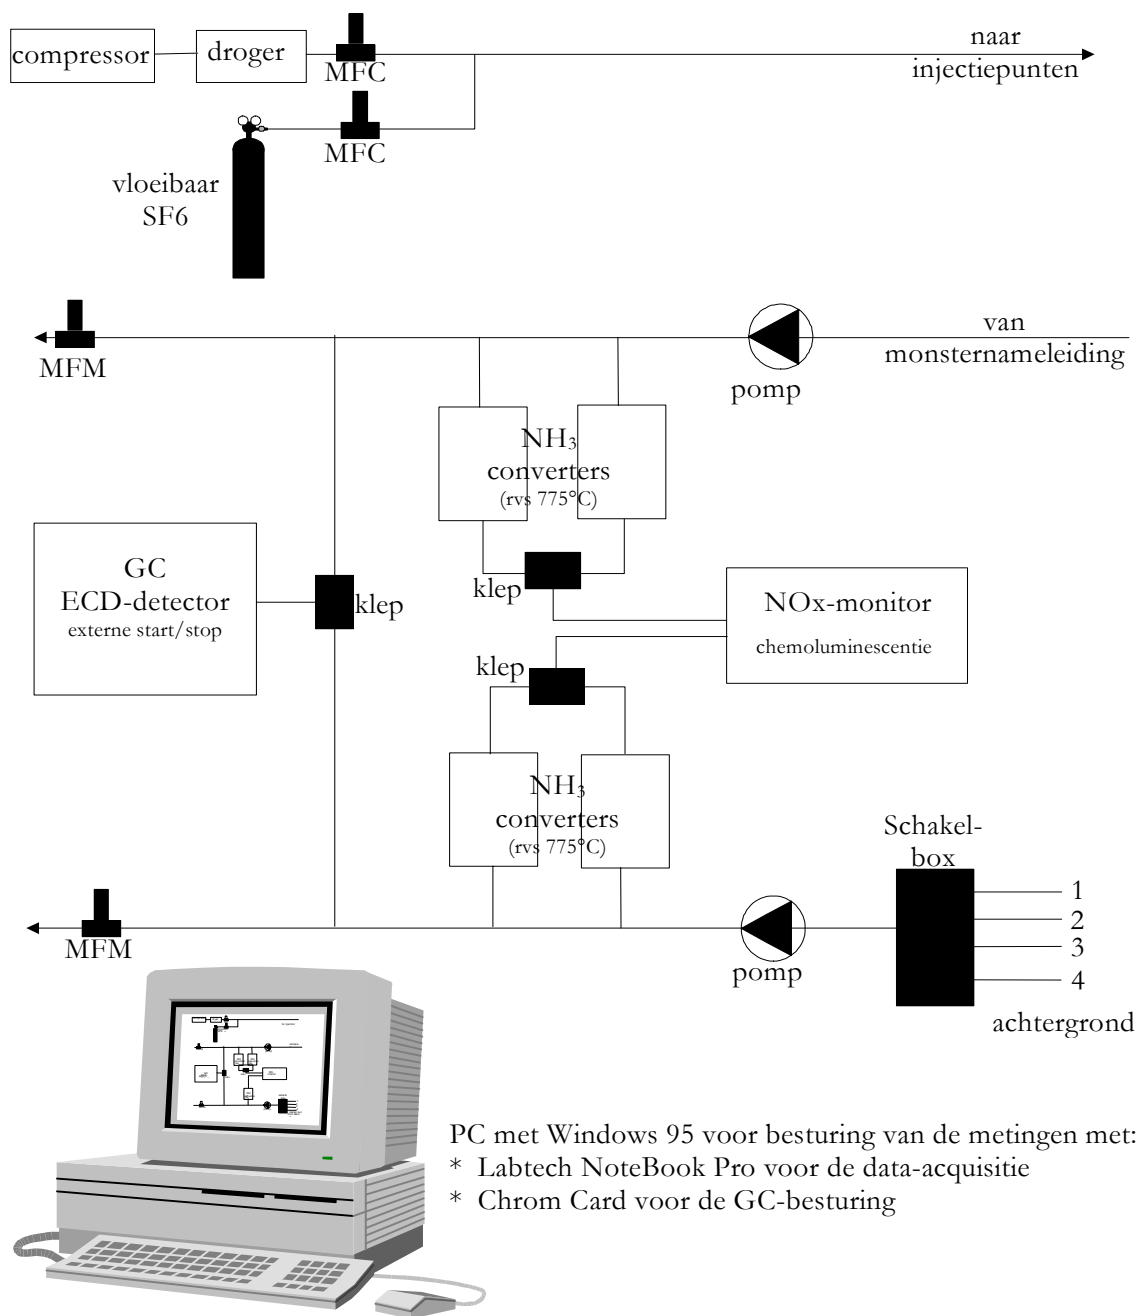 compressor
droger
MFC
naar
injectiepunten
MFC
vloeibaar
SF6
MFM
van
monsternameleiding
pomp
NH₃
converters
(rvs 775°C)
GC
ECD-detector
externe start/stop
klep
klep
NOx-monitor
chemoluminescentie
klep
NH₃
converters
(rvs 775°C)
Schakel-
box
1
2
3
4
MFM
pomp
achtergrond
PC met Windows 95 voor besturing van de metingen met:
* Labtech NoteBook Pro voor de data-acquisitie
* Chrom Card voor de GC-besturing